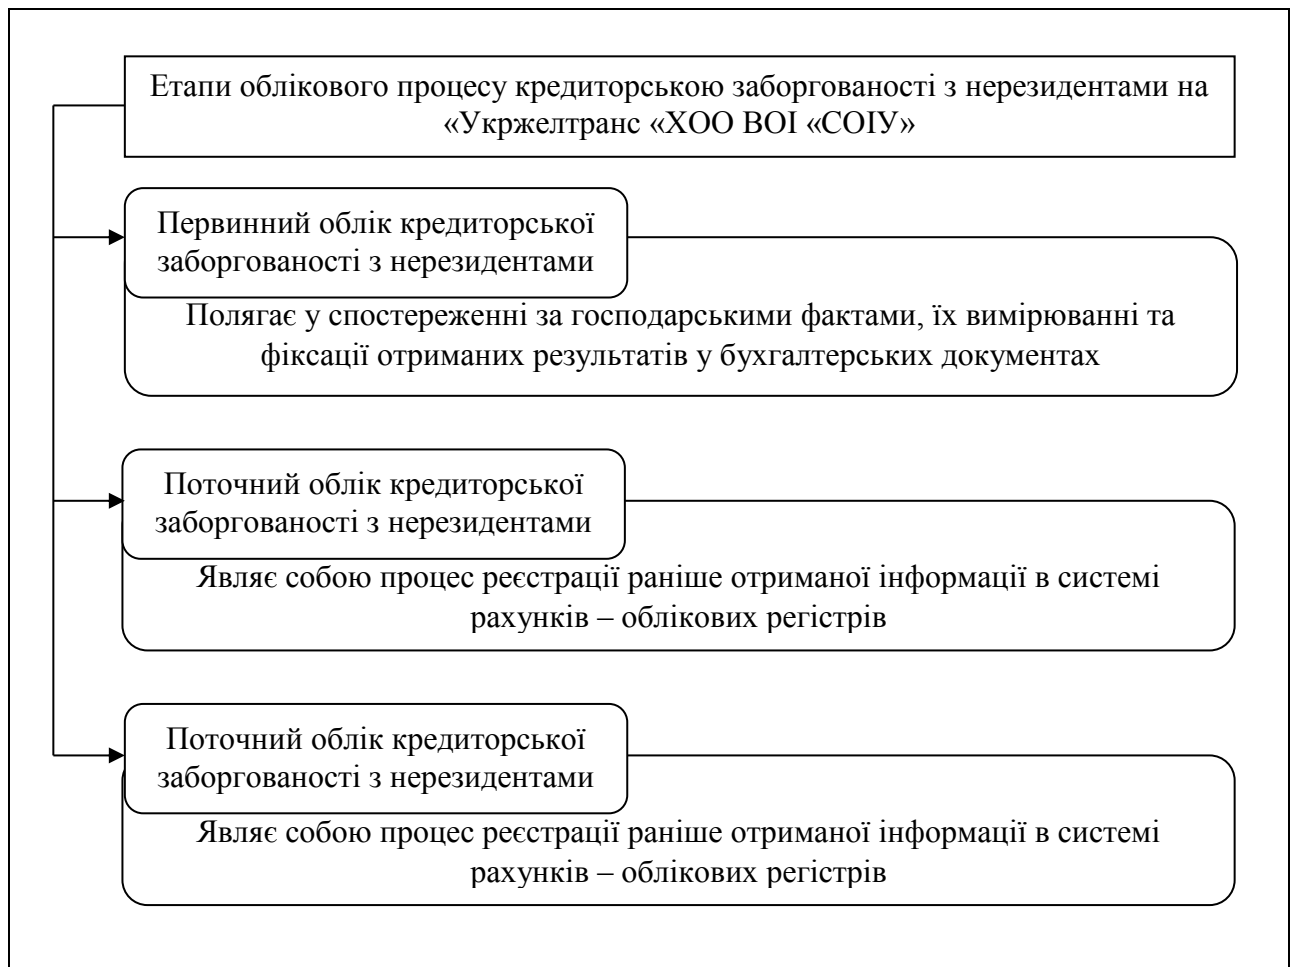 Етапи облікового процесу кредиторською заборгованості з нерезидентами на
«Укржелтранс «ХОО ВОІ «СОІУ»
Первинний облік кредиторської
заборгованості з нерезидентами
Полягає у спостереженні за господарськими фактами, їх вимірюванні та
фіксації отриманих результатів у бухгалтерських документах
Поточний облік кредиторської
заборгованості з нерезидентами
Являє собою процес реєстрації раніше отриманої інформації в системі
рахунків – облікових регістрів
Поточний облік кредиторської
заборгованості з нерезидентами
Являє собою процес реєстрації раніше отриманої інформації в системі
рахунків – облікових регістрів